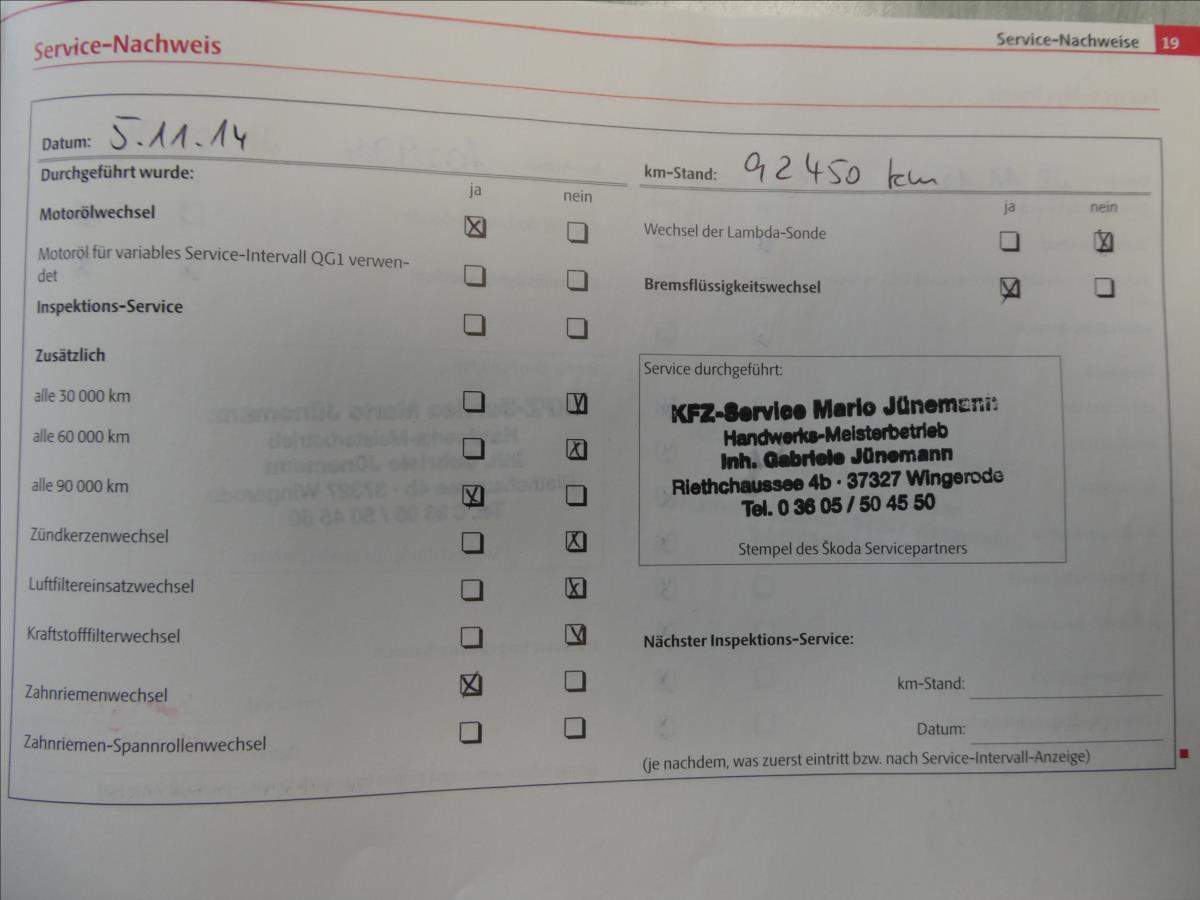 Service-Nachweis
Service-Nachweise 19
Datum: 5.11.14
Durchgeführt wurde:
ja nein
Motorölwechsel
Motoröl für variables Service-Intervall QG1 verwen-
det
Inspektions-Service
Zusätzlich
alle 30 000 km
alle 60 000 km
alle 90 000 km
Zündkerzenwechsel
Luftfiltereinsatzwechsel
Kraftstofffilterwechsel
Zahnriemenwechsel
Zahnriemen-Spannrollenwechsel
km-Stand: 92450 km
ja nein
Wechsel der Lambda-Sonde
Bremsflüssigkeitswechsel
Service durchgeführt:
KFZ-Service Mario Jünemann
Handwerks-Meisterbetrieb
Inh. Gabriele Jünemann
Riethchaussee 4b · 37327 Wingerode
Tel. 0 36 05 / 50 45 50
Stempel des Škoda Servicepartners
Nächster Inspektions-Service:
km-Stand:
Datum:
(je nachdem, was zuerst eintritt bzw. nach Service-Intervall-Anzeige)